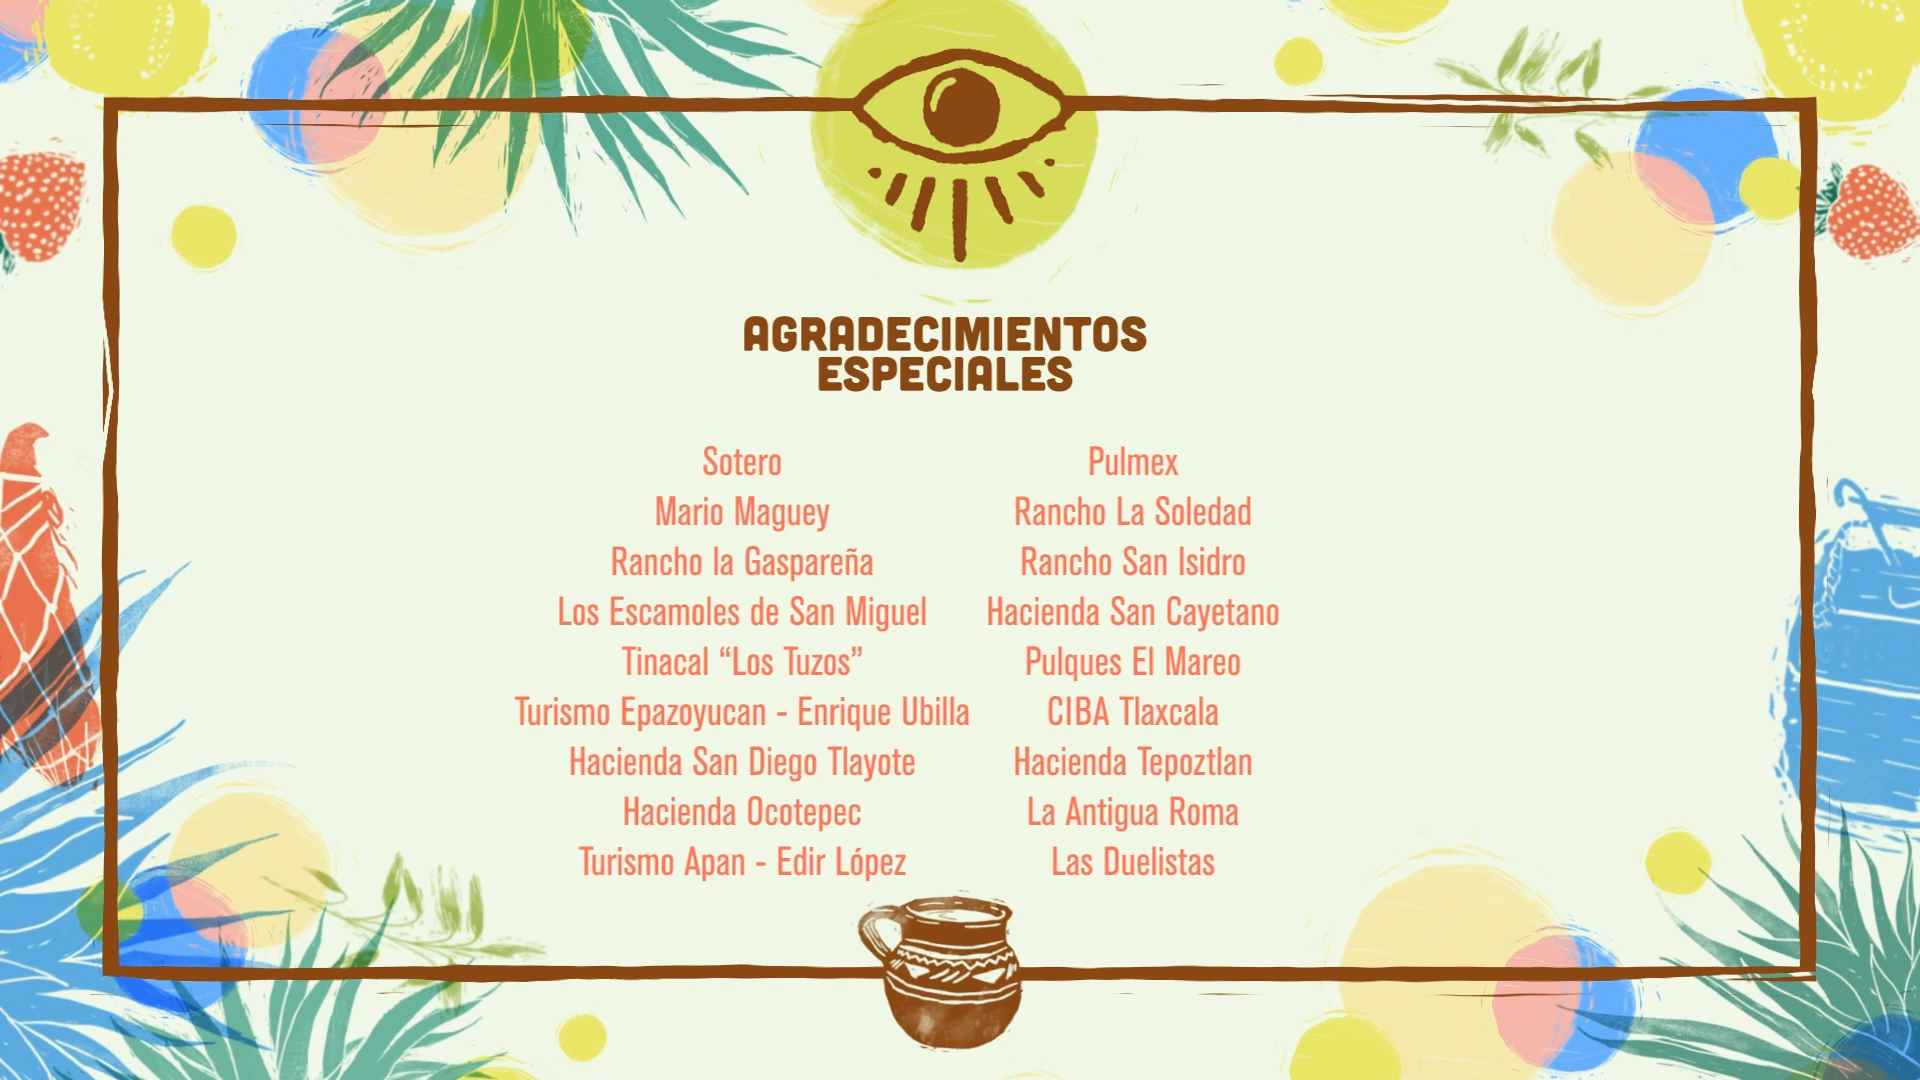 AGRADECIMIENTOS
ESPECIALES
Sotero
Mario Maguey
Rancho la Gaspareña
Los Escamoles de San Miguel
Tinacal “Los Tuzos”
Turismo Epazoyucan - Enrique Ubilla
Hacienda San Diego Tlayote
Hacienda Ocotepec
Turismo Apan - Edir López
Pulmex
Rancho La Soledad
Rancho San Isidro
Hacienda San Cayetano
Pulques El Mareo
CIBA Tlaxcala
Hacienda Tepoztlan
La Antigua Roma
Las Duelistas